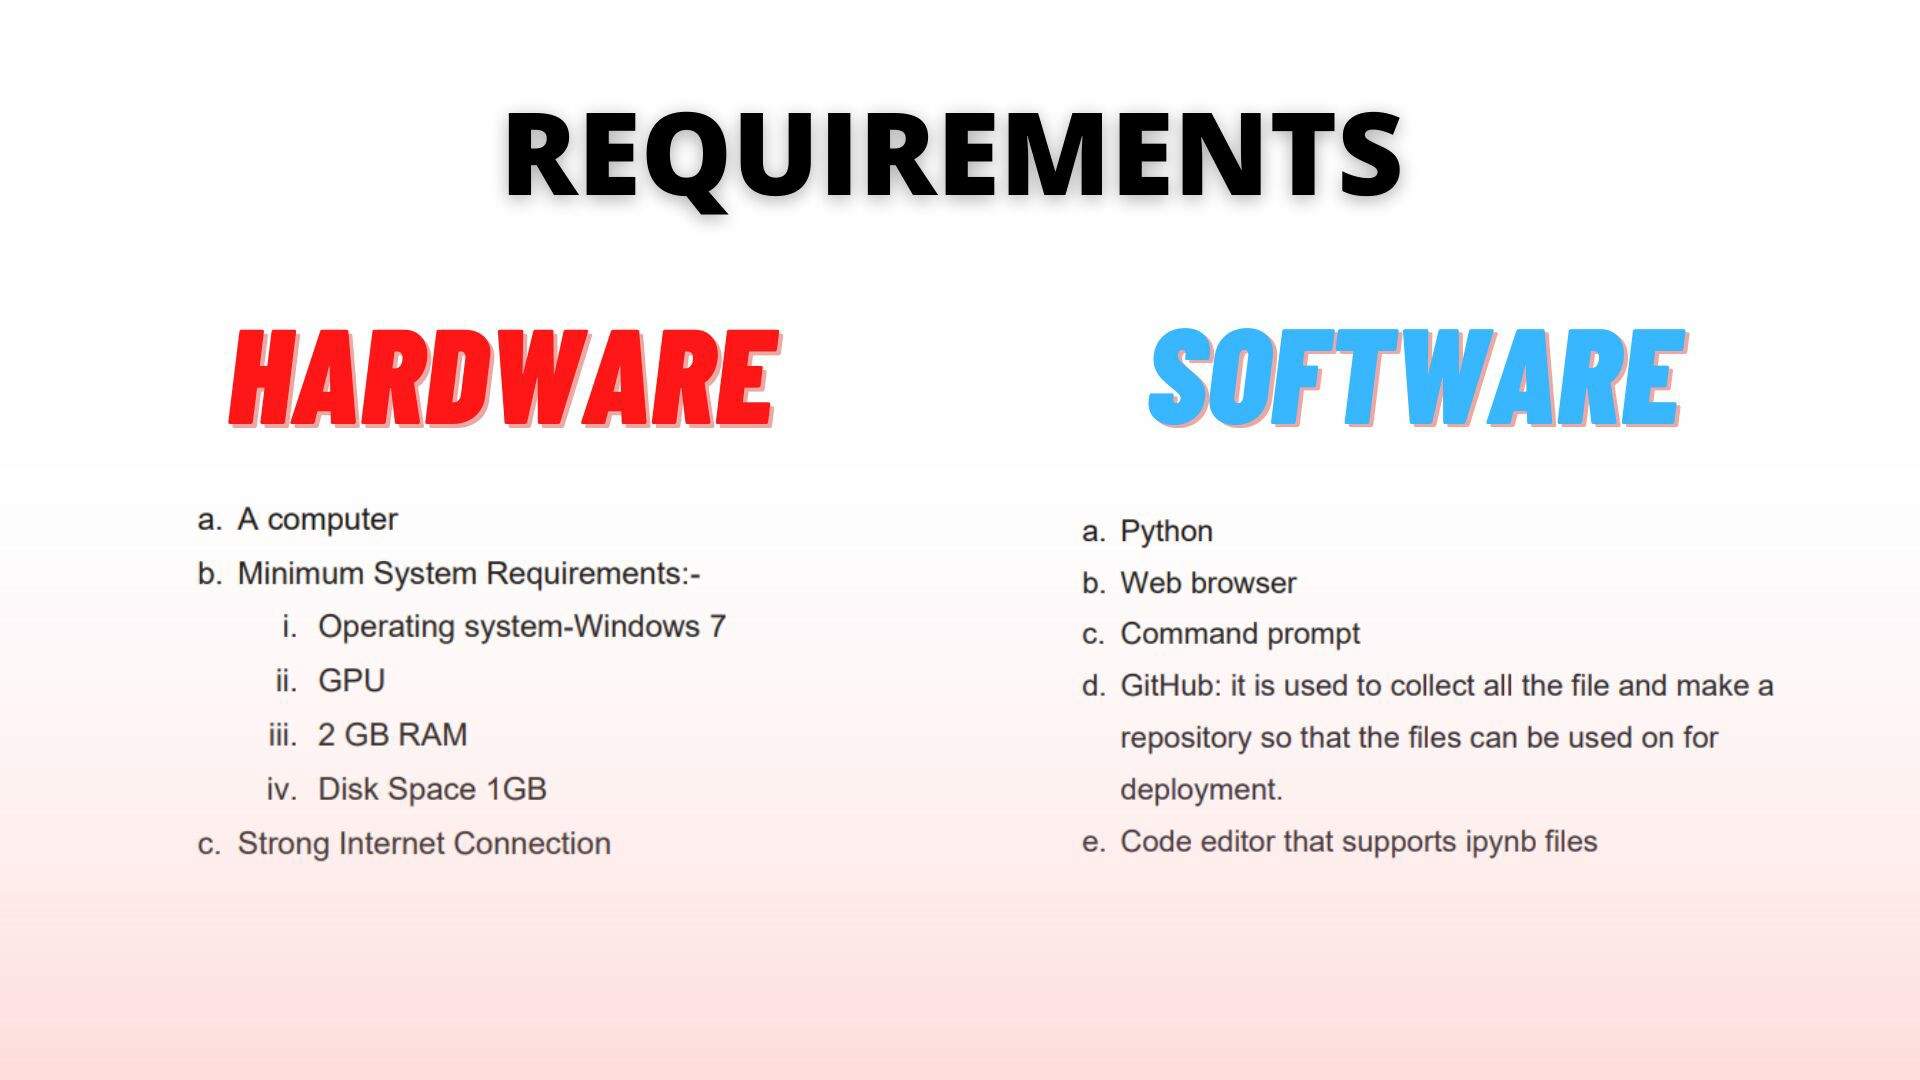 REQUIREMENTS
HARDWARE
a. A computer
b. Minimum System Requirements:-
i. Operating system-Windows 7
ii. GPU
iii. 2 GB RAM
iv. Disk Space 1GB
c. Strong Internet Connection
SOFTWARE
a. Python
b. Web browser
c. Command prompt
d. GitHub: it is used to collect all the file and make a
repository so that the files can be used on for
deployment.
e. Code editor that supports ipynb files